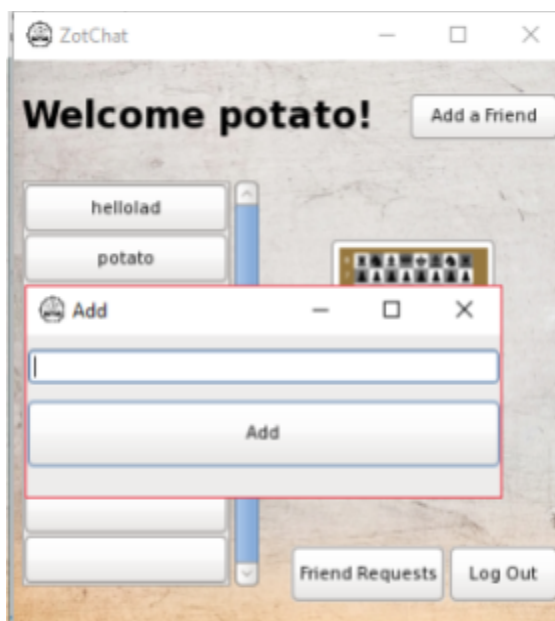 ZotChat
Welcome potato!
Add a Friend
hellolad
potato
Add
Add
Friend Requests
Log Out